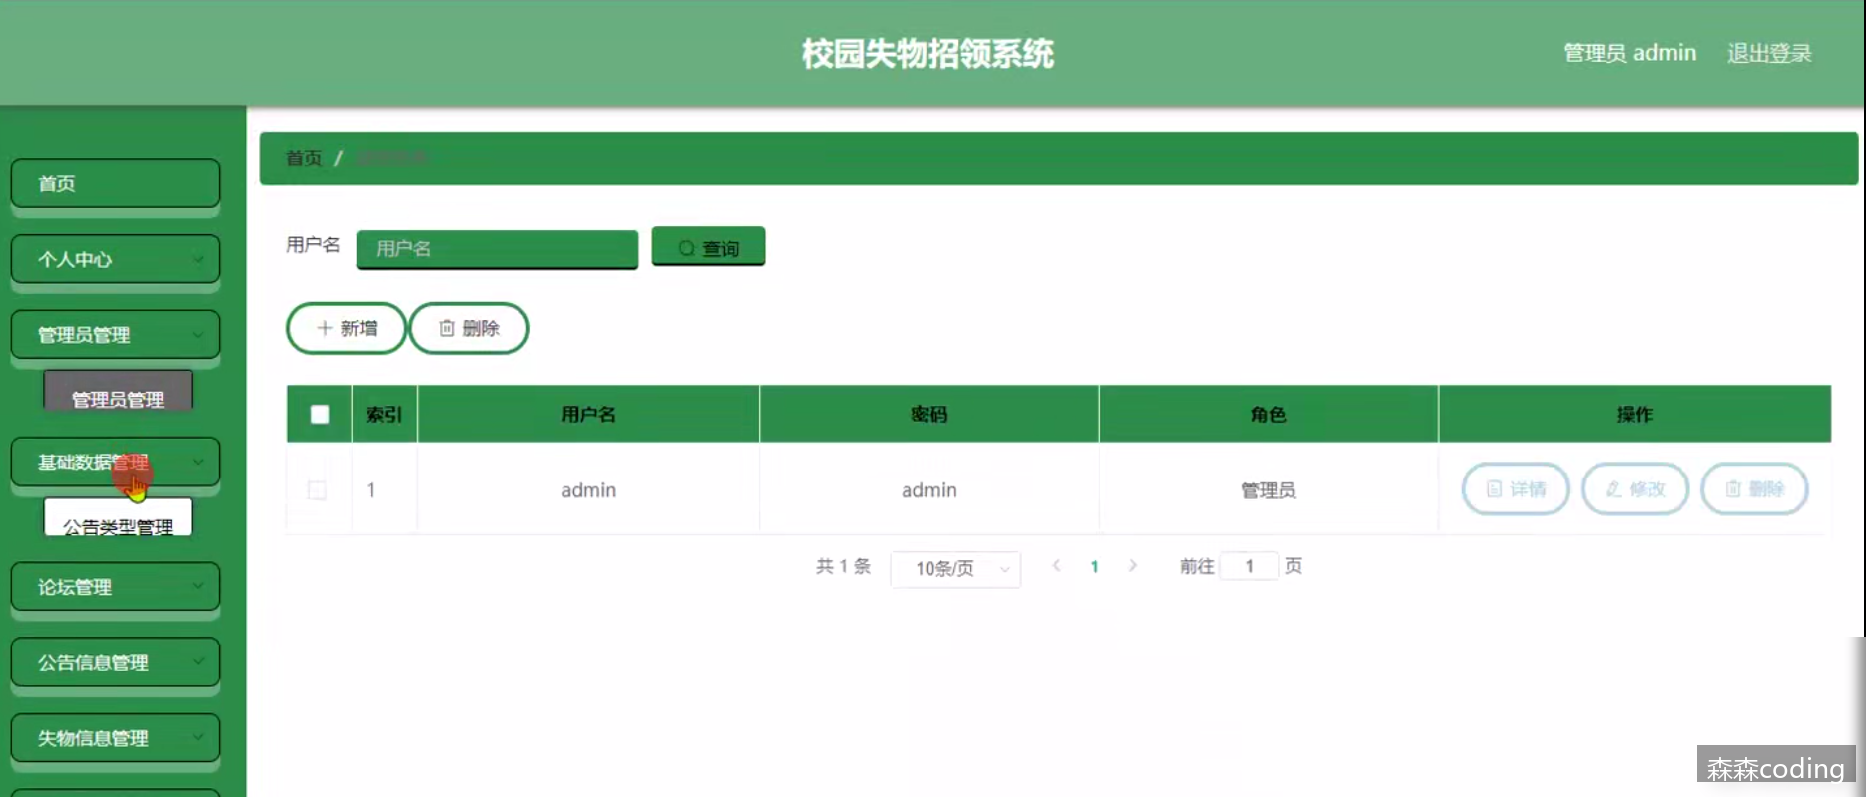 校园失物招领系统
管理员 admin 退出登录
首页 /
首页
个人中心
管理员管理
管理员管理
基础数据管理
公告类型管理
论坛管理
公告信息管理
失物信息管理
用户名 用户名 查询
新增 删除
索引 用户名 密码 角色 操作
1 admin admin 管理员 详情 修改 删除
共 1 条 10条/页 1 前往 1 页
森森coding